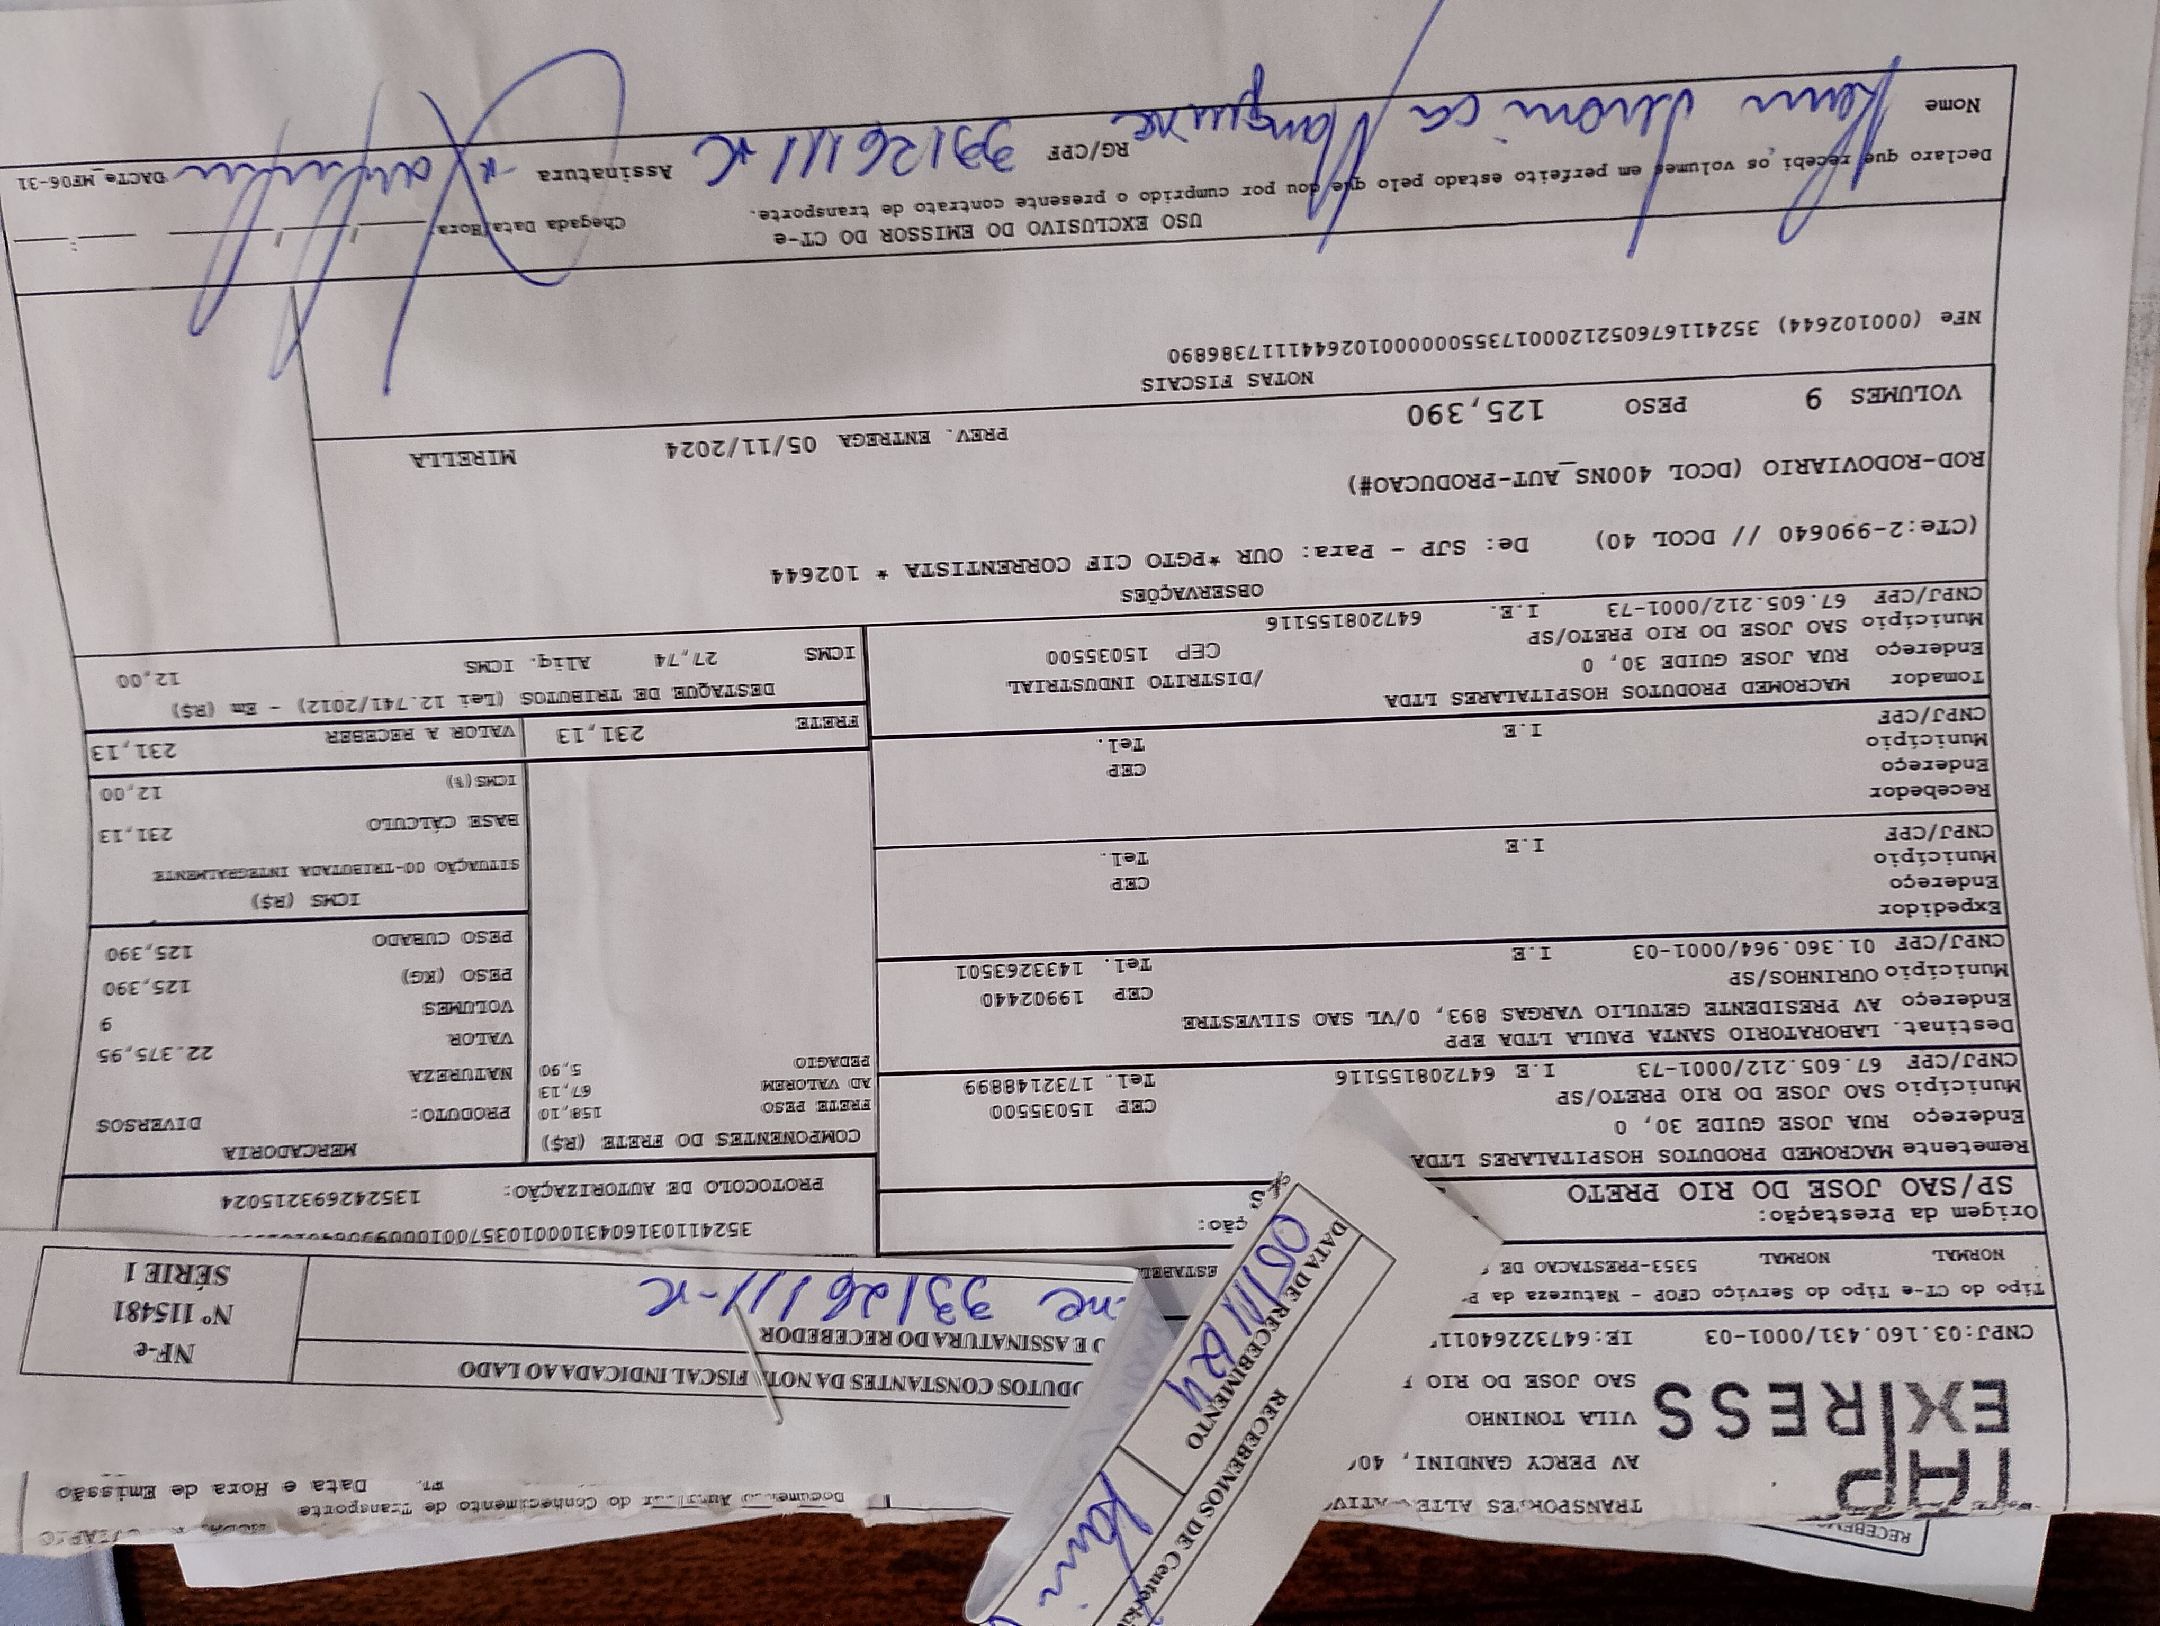 RECEBEMOS DE
DATA DE RECEBIMENTO
05/11/24
ODUTOS CONSTANTES DA NOTA FISCAL INDICADA AO LADO
O E ASSINATURA DO RECEBEDOR
NF-e
Nº 115481
SÉRIE 1
Documento Auxiliar do Conhecimento de Transporte
Data e Hora de Emissão
TAP
EXPRESS
AV PERCY GANDINI, 40
VILA TONINHO
SAO JOSE DO RIO
CNPJ:03.160.431/0001-03 IE:64732264011
Tipo do CT-e Tipo do Serviço CFOP - Natureza da
NORMAL NORMAL 5353-PRESTACAO DE
Origem da Prestação:
SP/SAO JOSE DO RIO PRETO
PROTOCOLO DE AUTORIZAÇÃO: 135242693215024
Remetente MACROMED PRODUTOS HOSPITALARES LTDA
Endereço RUA JOSE GUIDE 30, 0
Município SAO JOSE DO RIO PRETO/SP CEP 15035500
CNPJ/CPF 67.605.212/0001-73 I.E 647208155116 Tel. 1732148899
Destinat. LABORATORIO SANTA PAULA LTDA EPP
Endereço AV PRESIDENTE GETULIO VARGAS 893, 0/VL SAO SILVESTRE
Município OURINHOS/SP CEP 19902440
CNPJ/CPF 01.360.964/0001-03 I.E Tel. 1433263501
Expedidor
Endereço
Município CEP
CNPJ/CPF I.E Tel.
Recebedor
Endereço
Município CEP
CNPJ/CPF I.E Tel.
Tomador MACROMED PRODUTOS HOSPITALARES LTDA
Endereço RUA JOSE GUIDE 30, 0 /DISTRITO INDUSTRIAL
Município SAO JOSE DO RIO PRETO/SP CEP 15035500
CNPJ/CPF 67.605.212/0001-73 I.E. 647208155116
COMPONENTES DO FRETE (R$)
FRETE PESO 158,10
AD VALOREM 67,13
PEDAGIO 5,90
MERCADORIA
PRODUTO: DIVERSOS
NATUREZA
VALOR 22.375,95
VOLUMES 9
PESO (KG) 125,390
PESO CUBADO 125,390
ICMS (R$)
SITUAÇÃO 00-TRIBUTADA INTEGRALMENTE
BASE CÁLCULO 231,13
ICMS(%) 12,00
FRETE 231,13 VALOR A RECEBER 231,13
DESTAQUE DE TRIBUTOS (Lei 12.741/2012) - Em (R$)
ICMS 27,74 Aliq. ICMS 12,00
OBSERVAÇÕES
(CTe:2-990640 // DCOL 40) De: SJP - Para: OUR *PGTO CIF CORRENTISTA * 102644
ROD-RODOVIARIO (DCOL 400NS_AUT-PRODUCAO#)
VOLUMES 9 PESO 125,390 PREV. ENTREGA 05/11/2024 MIRELLA
NOTAS FISCAIS
NFe (000102644) 35241167605212000173550000001026441117386890
USO EXCLUSIVO DO EMISSOR DO CT-e
Declaro que recebi os volumes em perfeito estado pelo que dou por cumprido o presente contrato de transporte.
Chegada Data/Hora
Nome RG/CPF Assinatura DACTe_MF06-31